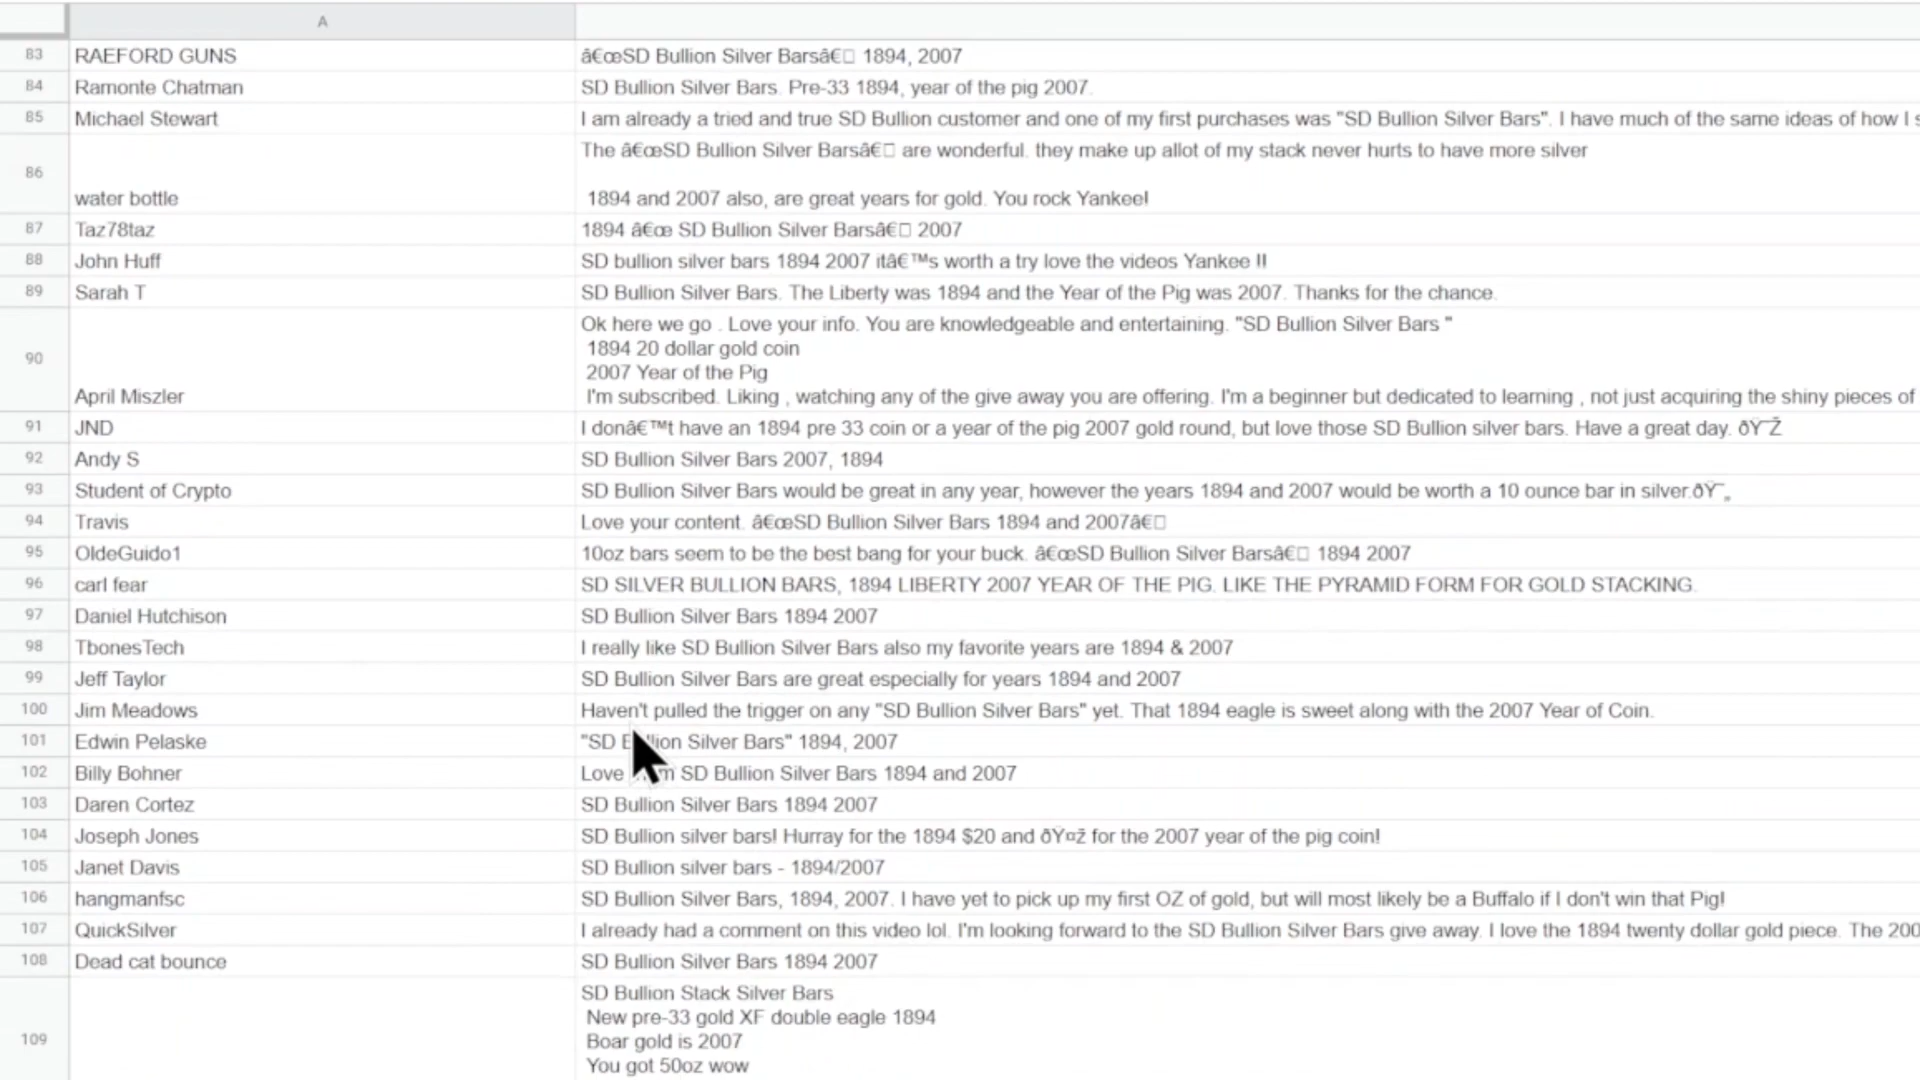 A
83 RAEFORD GUNS â€œSD Bullion Silver Barsâ€□ 1894, 2007
84 Ramonte Chatman SD Bullion Silver Bars. Pre-33 1894, year of the pig 2007.
85 Michael Stewart I am already a tried and true SD Bullion customer and one of my first purchases was "SD Bullion Silver Bars". I have much of the same ideas of how I s
The â€œSD Bullion Silver Barsâ€□ are wonderful. they make up allot of my stack never hurts to have more silver
86
water bottle 1894 and 2007 also, are great years for gold. You rock Yankee!
87 Taz78taz 1894 â€œ SD Bullion Silver Barsâ€□ 2007
88 John Huff SD bullion silver bars 1894 2007 itâ€™s worth a try love the videos Yankee !!
89 Sarah T SD Bullion Silver Bars. The Liberty was 1894 and the Year of the Pig was 2007. Thanks for the chance.
Ok here we go . Love your info. You are knowledgeable and entertaining. "SD Bullion Silver Bars "
1894 20 dollar gold coin
90
2007 Year of the Pig
April Miszler I'm subscribed. Liking , watching any of the give away you are offering. I'm a beginner but dedicated to learning , not just acquiring the shiny pieces of
91 JND I donâ€™t have an 1894 pre 33 coin or a year of the pig 2007 gold round, but love those SD Bullion silver bars. Have a great day. ðŸ˜Ž
92 Andy S SD Bullion Silver Bars 2007, 1894
93 Student of Crypto SD Bullion Silver Bars would be great in any year, however the years 1894 and 2007 would be worth a 10 ounce bar in silver.ðŸ˜„
94 Travis Love your content. â€œSD Bullion Silver Bars 1894 and 2007â€□
95 OldeGuido1 10oz bars seem to be the best bang for your buck. â€œSD Bullion Silver Barsâ€□ 1894 2007
96 carl fear SD SILVER BULLION BARS, 1894 LIBERTY 2007 YEAR OF THE PIG. LIKE THE PYRAMID FORM FOR GOLD STACKING.
97 Daniel Hutchison SD Bullion Silver Bars 1894 2007
98 TbonesTech I really like SD Bullion Silver Bars also my favorite years are 1894 & 2007
99 Jeff Taylor SD Bullion Silver Bars are great especially for years 1894 and 2007
100 Jim Meadows Haven't pulled the trigger on any "SD Bullion Silver Bars" yet. That 1894 eagle is sweet along with the 2007 Year of Coin.
101 Edwin Pelaske "SD Bullion Silver Bars" 1894, 2007
102 Billy Bohner Love SD Bullion Silver Bars 1894 and 2007
103 Daren Cortez SD Bullion Silver Bars 1894 2007
104 Joseph Jones SD Bullion silver bars! Hurray for the 1894 $20 and ðŸ¤ž for the 2007 year of the pig coin!
105 Janet Davis SD Bullion silver bars - 1894/2007
106 hangmanfsc SD Bullion Silver Bars, 1894, 2007. I have yet to pick up my first OZ of gold, but will most likely be a Buffalo if I don't win that Pig!
107 QuickSilver I already had a comment on this video lol. I'm looking forward to the SD Bullion Silver Bars give away. I love the 1894 twenty dollar gold piece. The 200
108 Dead cat bounce SD Bullion Silver Bars 1894 2007
SD Bullion Stack Silver Bars
New pre-33 gold XF double eagle 1894
109 Boar gold is 2007
You got 50oz wow